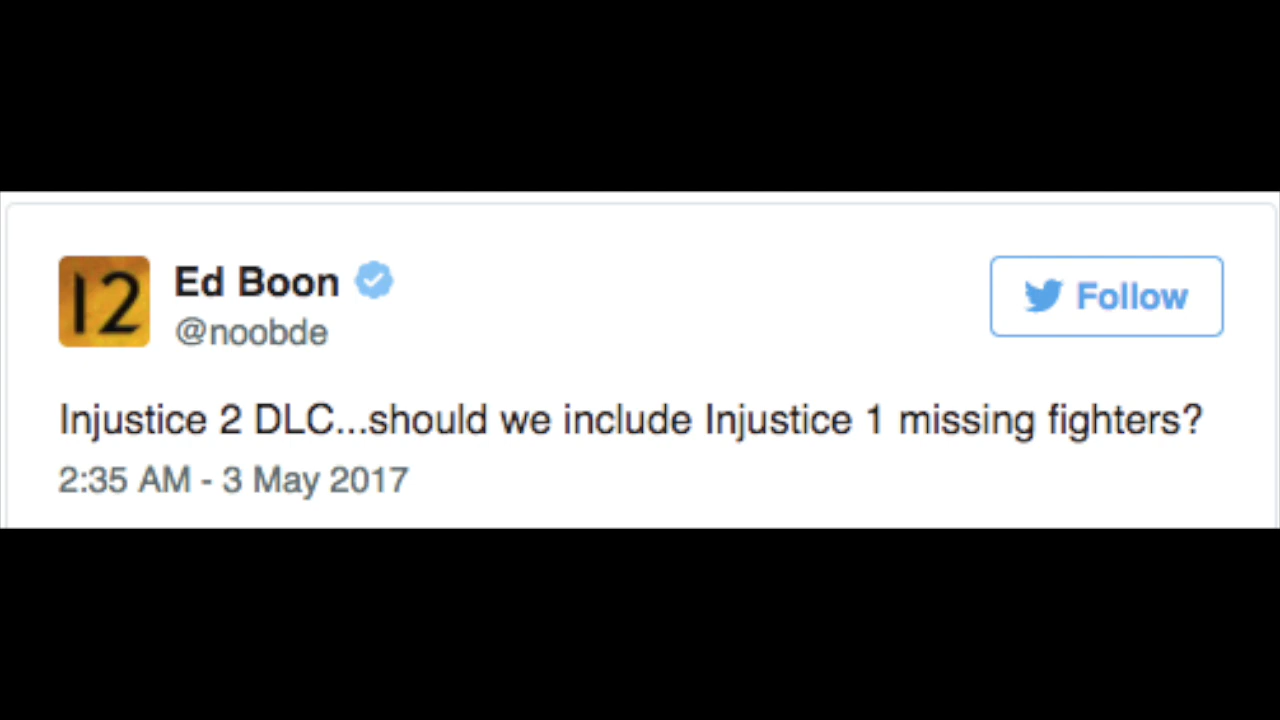 12
Ed Boon
@noobde
Follow
Injustice 2 DLC...should we include Injustice 1 missing fighters?
2:35 AM - 3 May 2017